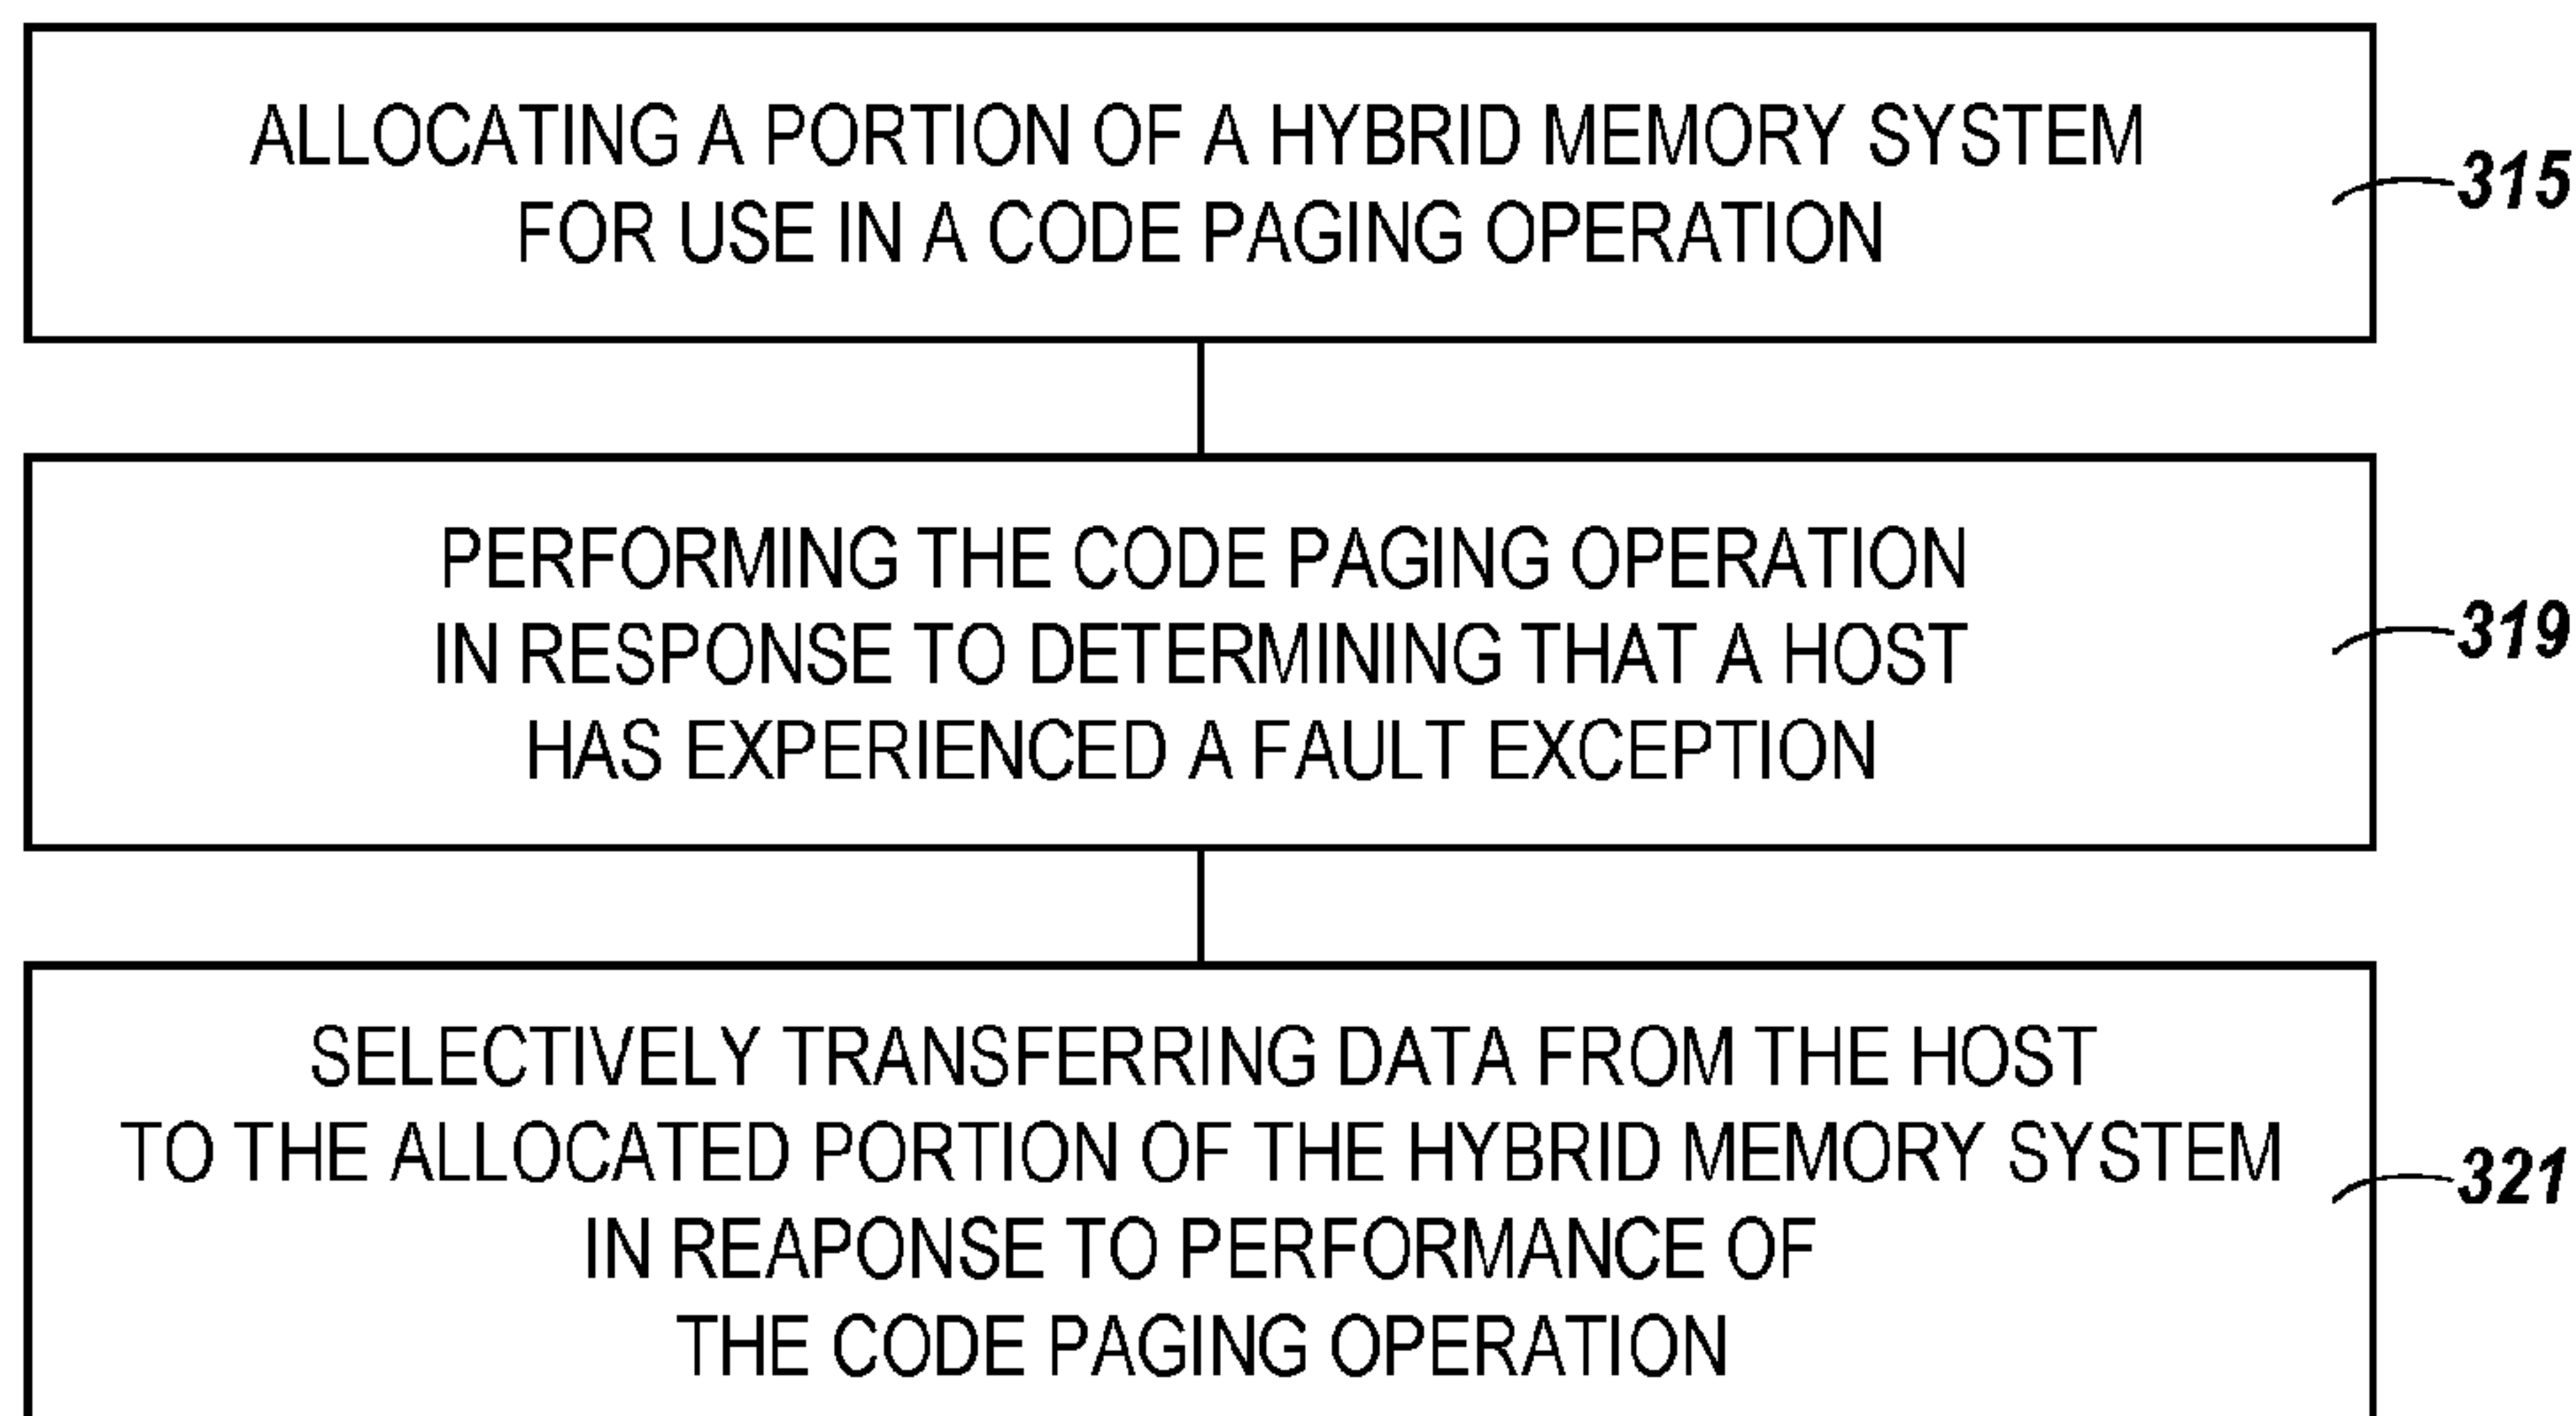 ALLOCATING A PORTION OF A HYBRID MEMORY SYSTEM
FOR USE IN A CODE PAGING OPERATION
315
PERFORMING THE CODE PAGING OPERATION
IN RESPONSE TO DETERMINING THAT A HOST
HAS EXPERIENCED A FAULT EXCEPTION
319
SELECTIVELY TRANSFERRING DATA FROM THE HOST
TO THE ALLOCATED PORTION OF THE HYBRID MEMORY SYSTEM
IN REAPONSE TO PERFORMANCE OF
THE CODE PAGING OPERATION
321